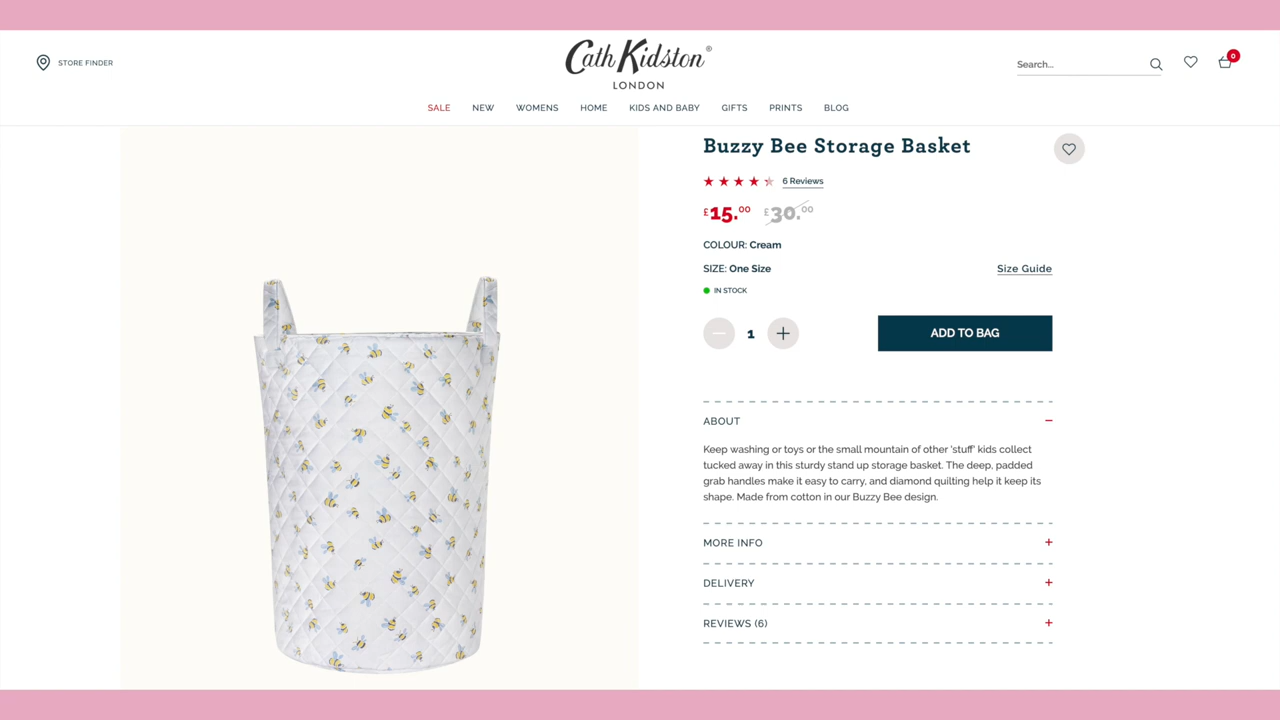 STORE FINDER
Cath Kidston®
LONDON
Search...
0
SALE NEW WOMENS HOME KIDS AND BABY GIFTS PRINTS BLOG
Buzzy Bee Storage Basket
6 Reviews
£15.00 £30.00
COLOUR: Cream
SIZE: One Size Size Guide
IN STOCK
1 ADD TO BAG
ABOUT
Keep washing or toys or the small mountain of other 'stuff' kids collect
tucked away in this sturdy stand up storage basket. The deep, padded
grab handles make it easy to carry, and diamond quilting help it keep its
shape. Made from cotton in our Buzzy Bee design.
MORE INFO
DELIVERY
REVIEWS (6)